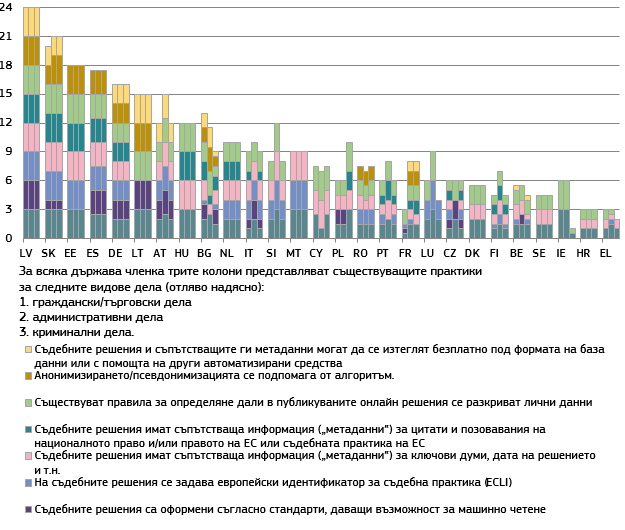 24
21
18
15
12
9
6
3
0
LV SK EE ES DE LT AT HU BG NL IT SI MT CY PL RO PT FR LU CZ DK FI BE SE IE HR EL
За всяка държава членка трите колони представляват съществуващите практики
за следните видове дела (отляво надясно):
1. граждански/търговски дела
2. административни дела
3. криминални дела.
Съдебните решения и съпътстващите ги метаданни могат да се изтеглят безплатно под формата на база
данни или с помощта на други автоматизирани средства
Анонимизирането/псевдонимизацията се подпомага от алгоритъм.
Съществуват правила за определяне дали в публикуваните онлайн решения се разкриват лични данни
Съдебните решения имат съпътстваща информация („метаданни“) за цитати и позовавания на
националното право и/или правото на ЕС или съдебната практика на ЕС
Съдебните решения имат съпътстваща информация („метаданни“) за ключови думи, дата на решението
и т.н.
На съдебните решения се задава европейски идентификатор за съдебна практика (ECLI)
Съдебните решения са оформени съгласно стандарти, даващи възможност за машинно четене